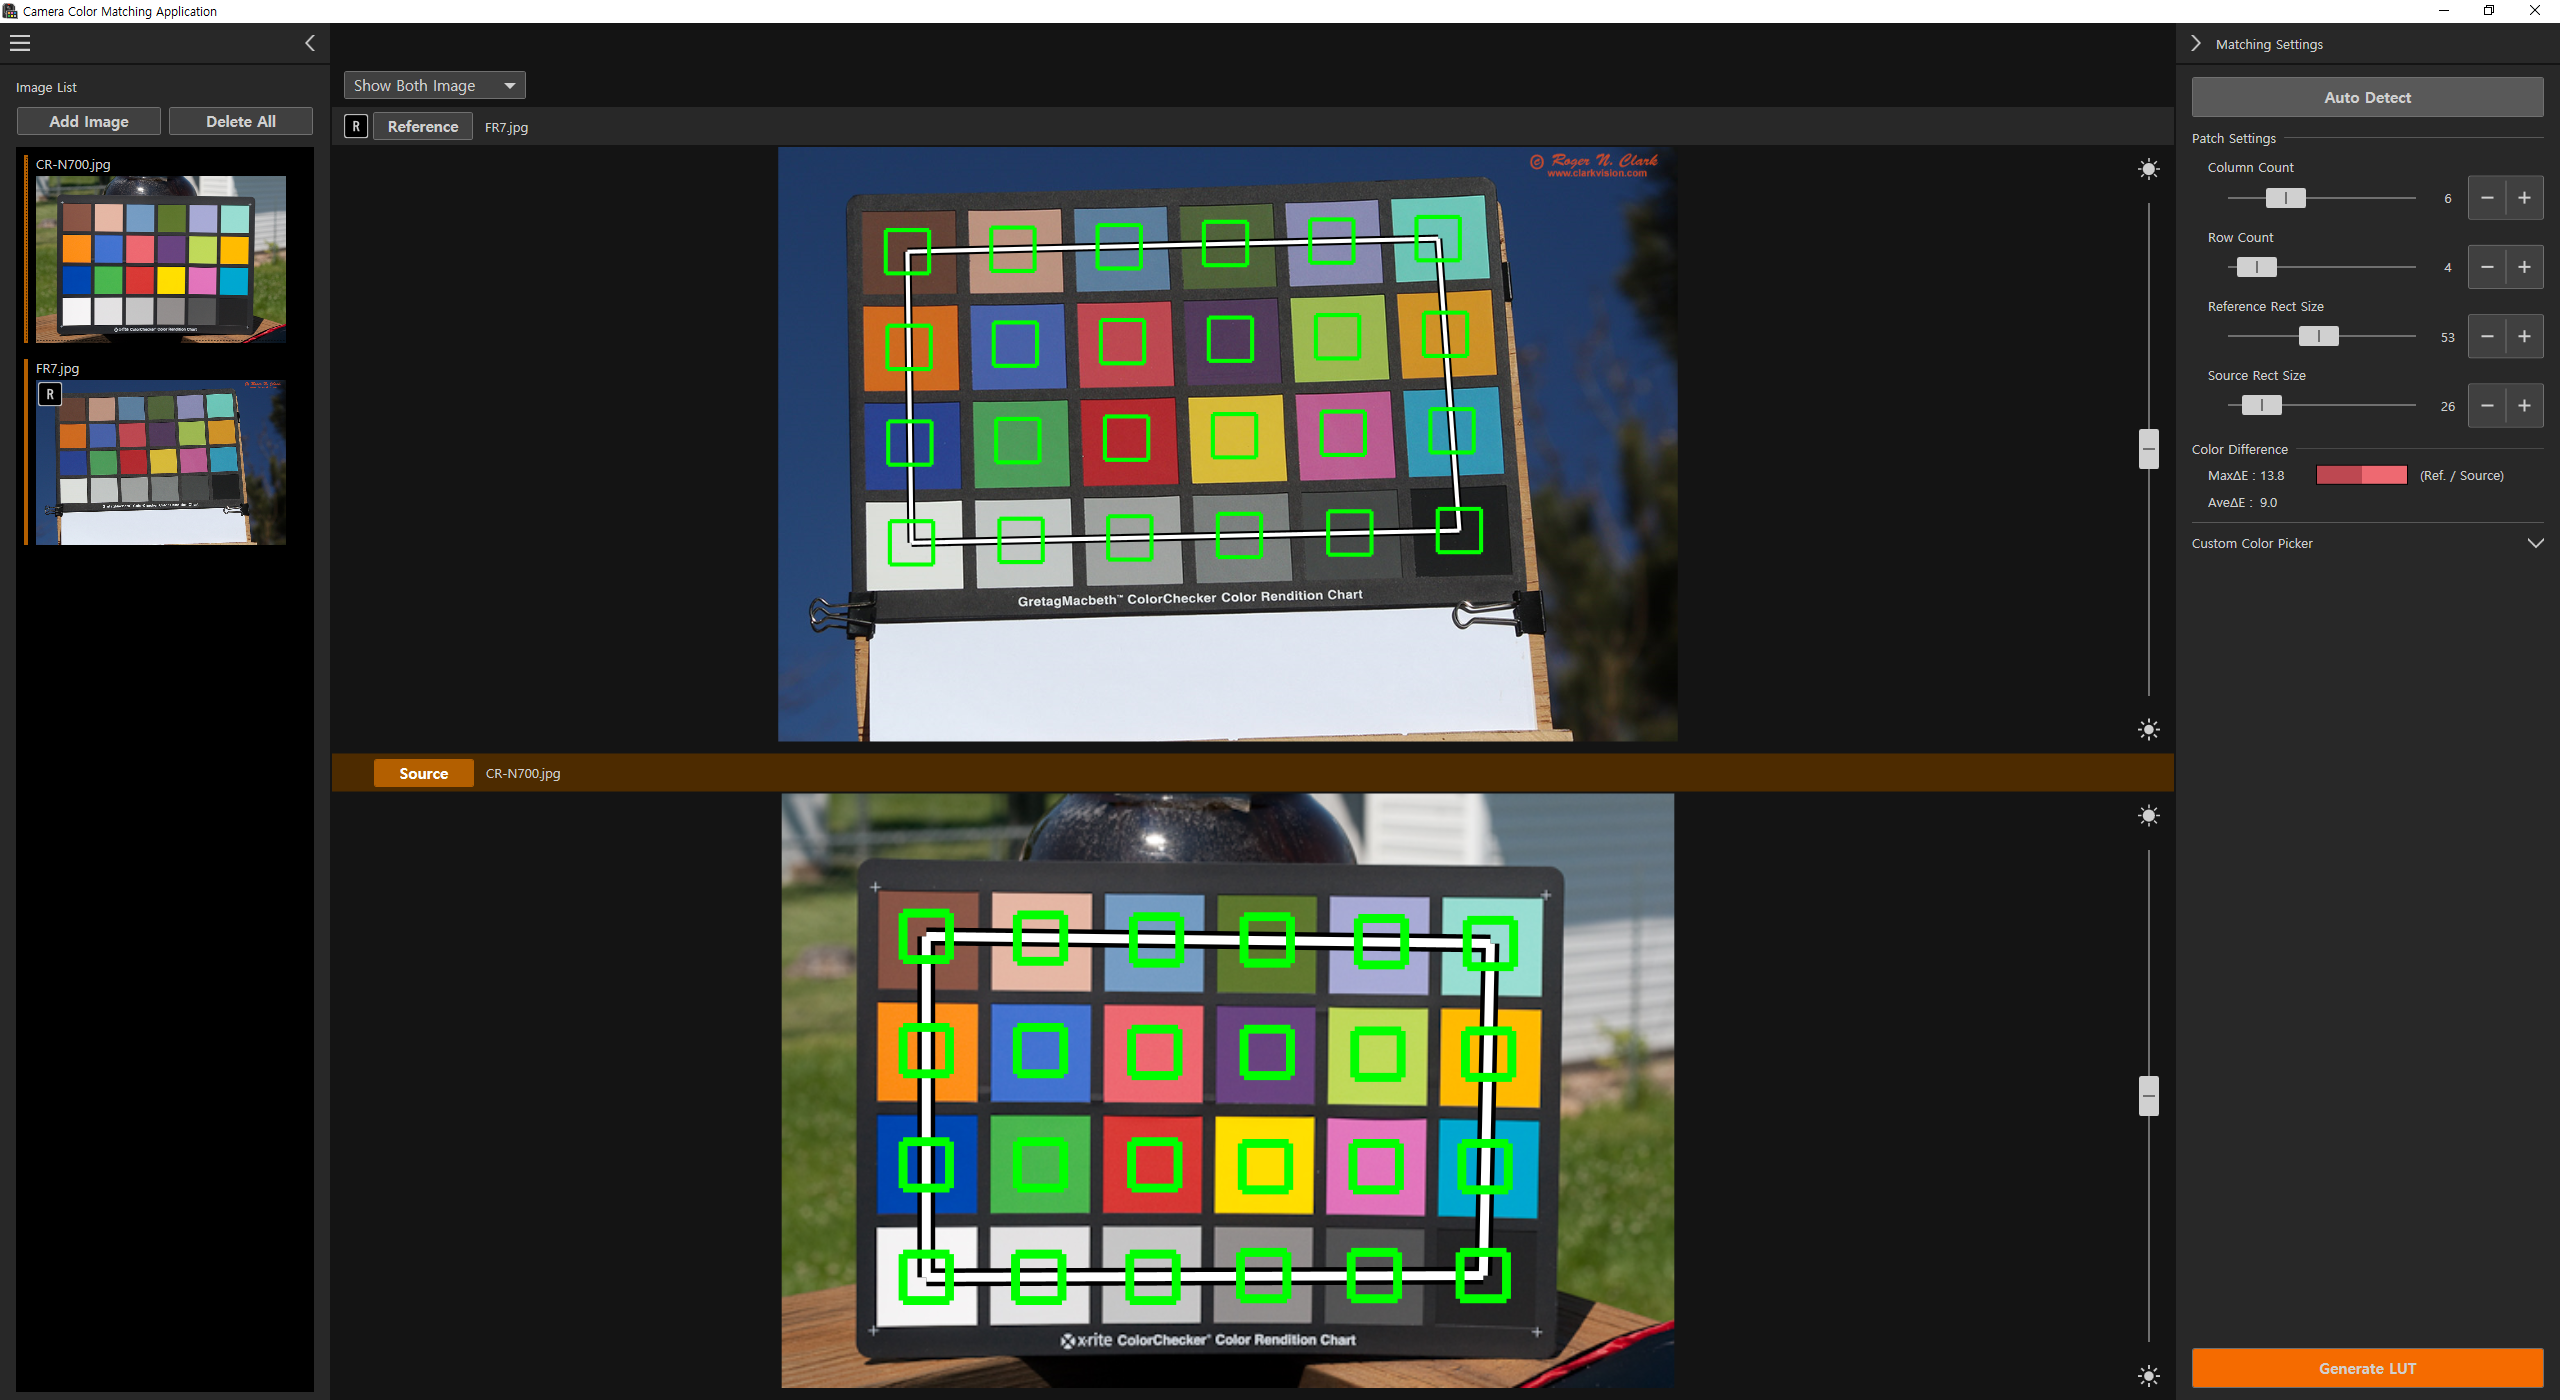 Camera Color Matching Application
Image List
Add Image
Delete All
CR-N700.jpg
FR7.jpg
R
Show Both Image
R
Reference
FR7.jpg
© Roger N. Clark
www.clarkvision.com
GretagMacbeth™ ColorChecker Color Rendition Chart
Source
CR-N700.jpg
x-rite ColorChecker® Color Rendition Chart
Matching Settings
Auto Detect
Patch Settings
Column Count
6
Row Count
4
Reference Rect Size
53
Source Rect Size
26
Color Difference
MaxΔE : 13.8 (Ref. / Source)
AveΔE : 9.0
Custom Color Picker
Generate LUT